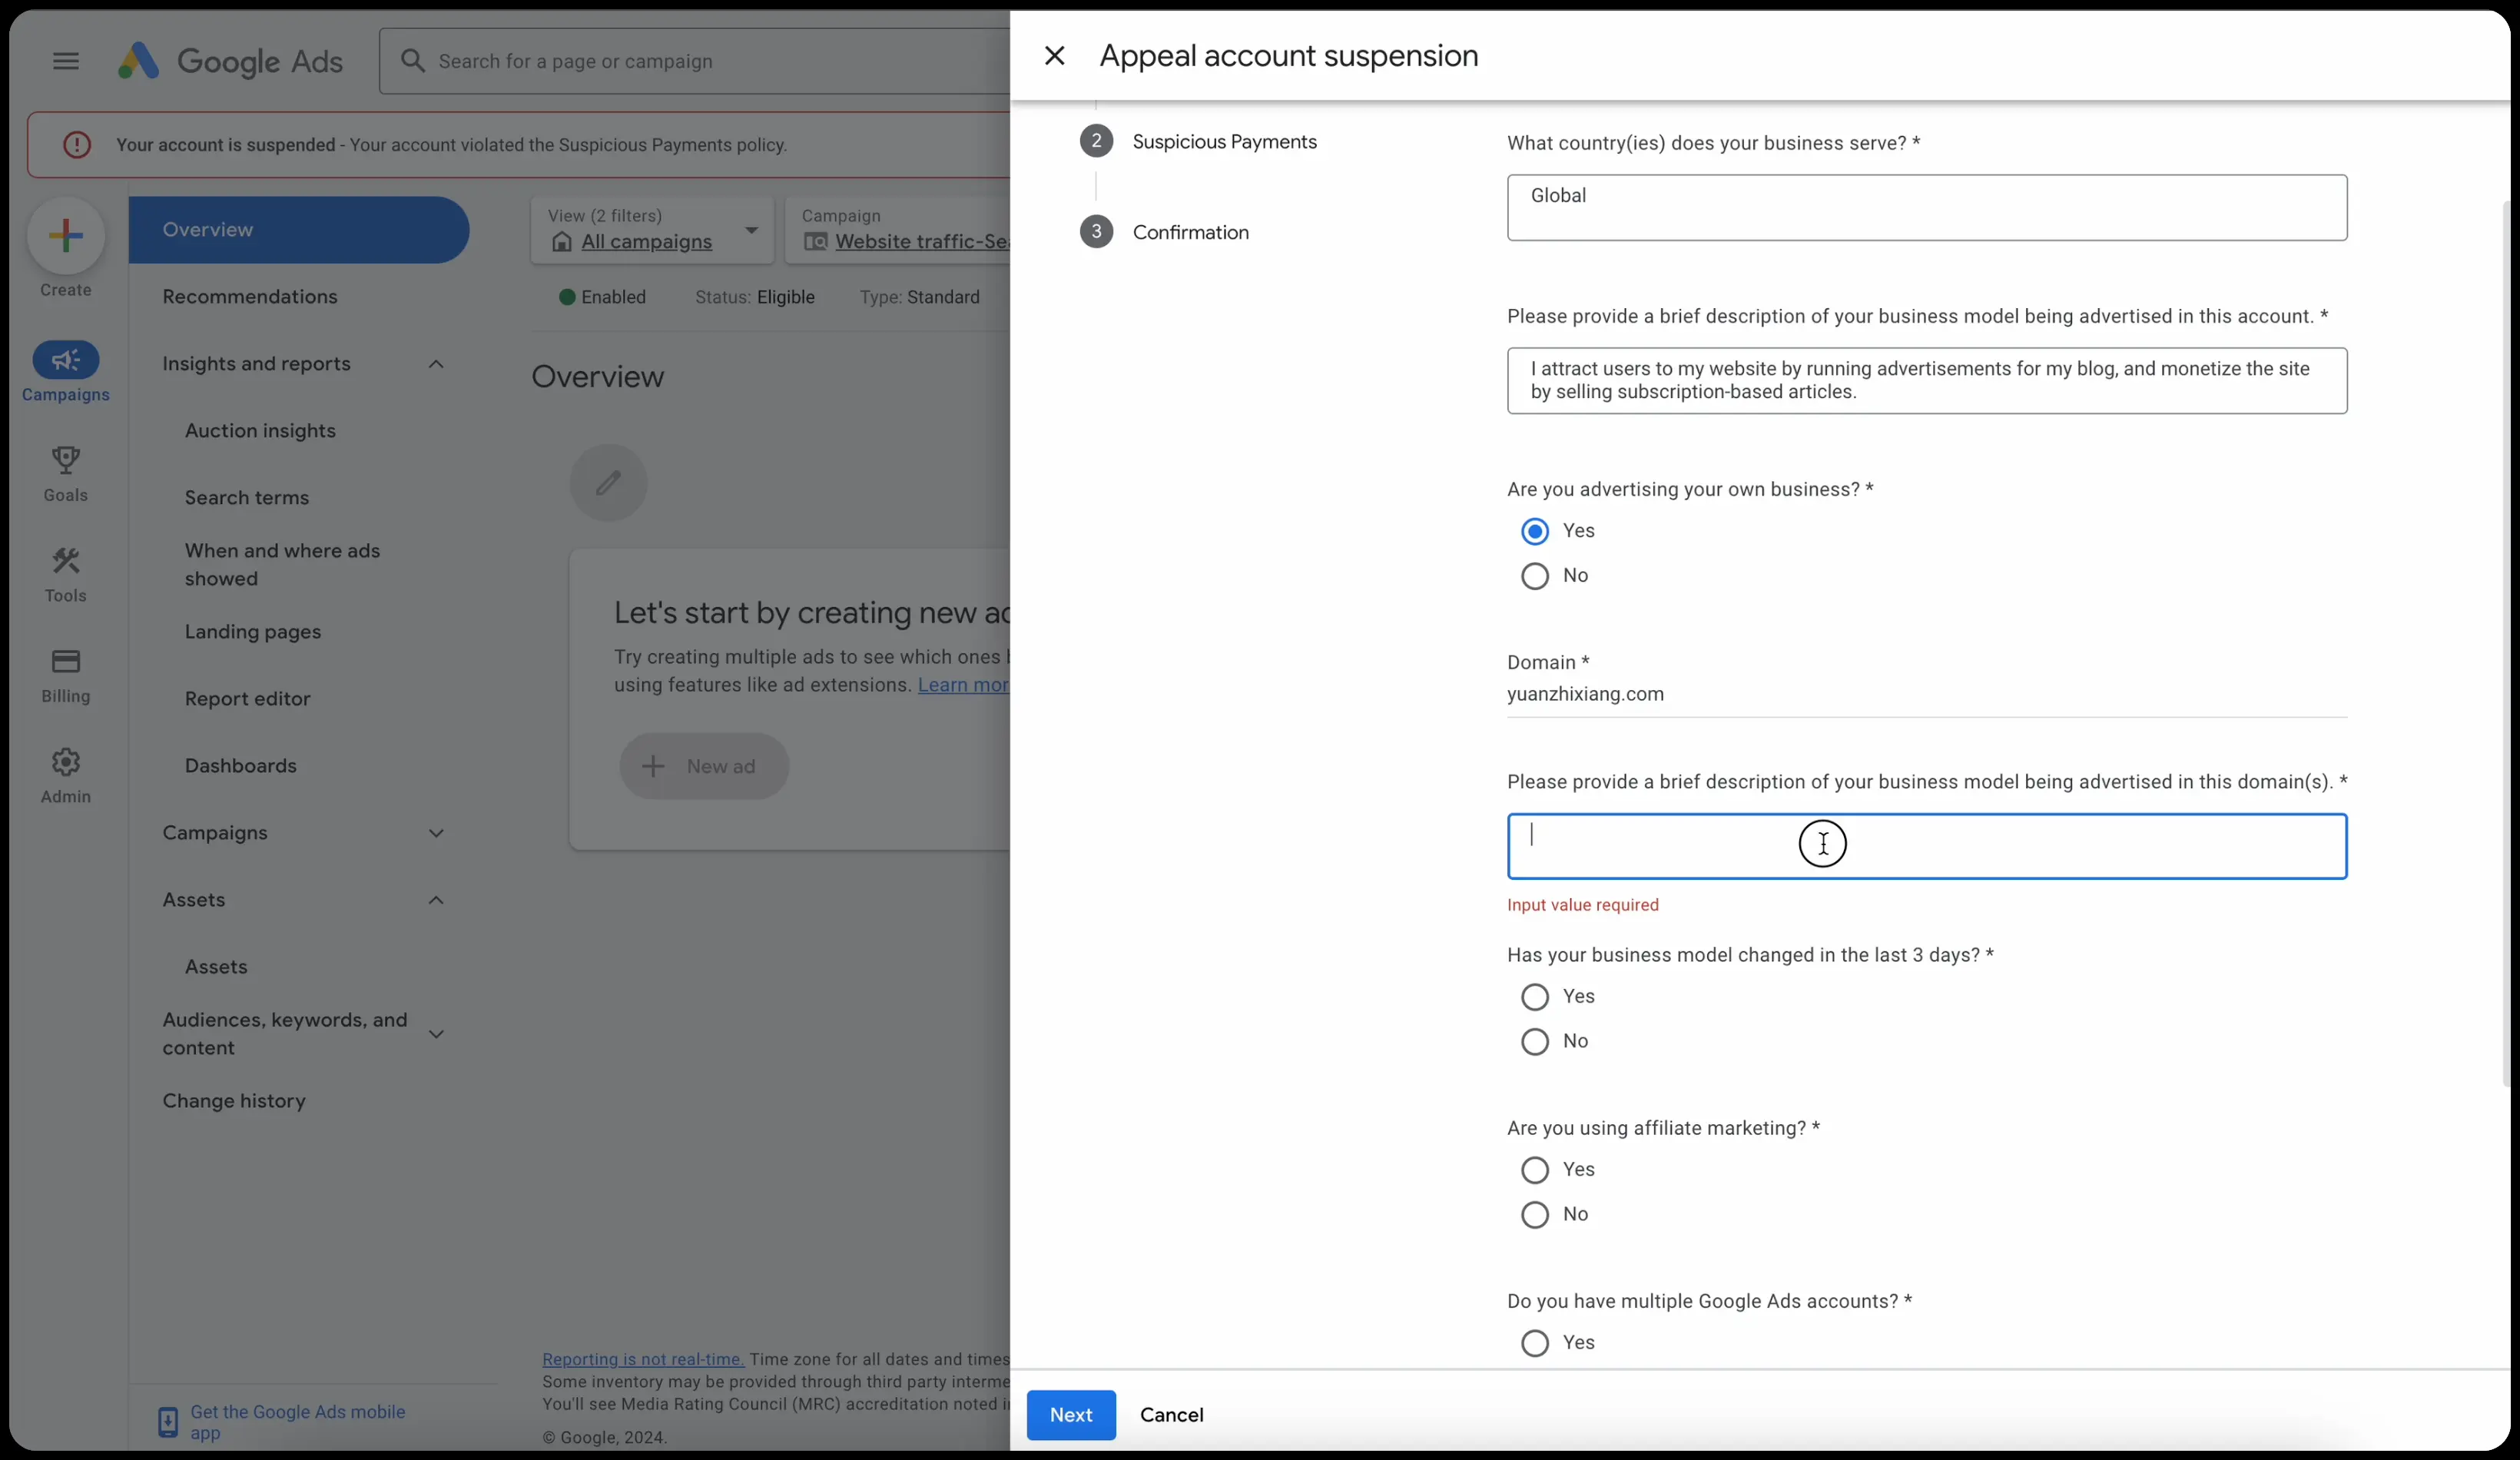 Google Ads
Search for a page or campaign
Your account is suspended - Your account violated the Suspicious Payments policy.
Create
Campaigns
Goals
Tools
Billing
Admin
Overview
Recommendations
Insights and reports
Auction insights
Search terms
When and where ads
showed
Landing pages
Report editor
Dashboards
Campaigns
Assets
Assets
Audiences, keywords, and
content
Change history
Get the Google Ads mobile
app
View (2 filters)
All campaigns
Campaign
Website traffic-Sea
Enabled
Status: Eligible
Type: Standard
Overview
Let's start by creating new
Try creating multiple ads to see which ones
using features like ad extensions. Learn mor
+ New ad
Reporting is not real-time. Time zone for all dates and times
Some inventory may be provided through third party interme
You'll see Media Rating Council (MRC) accreditation noted
© Google, 2024.
Appeal account suspension
2 Suspicious Payments
3 Confirmation
What country(ies) does your business serve? *
Global
Please provide a brief description of your business model being advertised in this account. *
I attract users to my website by running advertisements for my blog, and monetize the site
by selling subscription-based articles.
Are you advertising your own business? *
Yes
No
Domain *
yuanzhixiang.com
Please provide a brief description of your business model being advertised in this domain(s). *
Input value required
Has your business model changed in the last 3 days? *
Yes
No
Are you using affiliate marketing? *
Yes
No
Do you have multiple Google Ads accounts? *
Yes
Next
Cancel